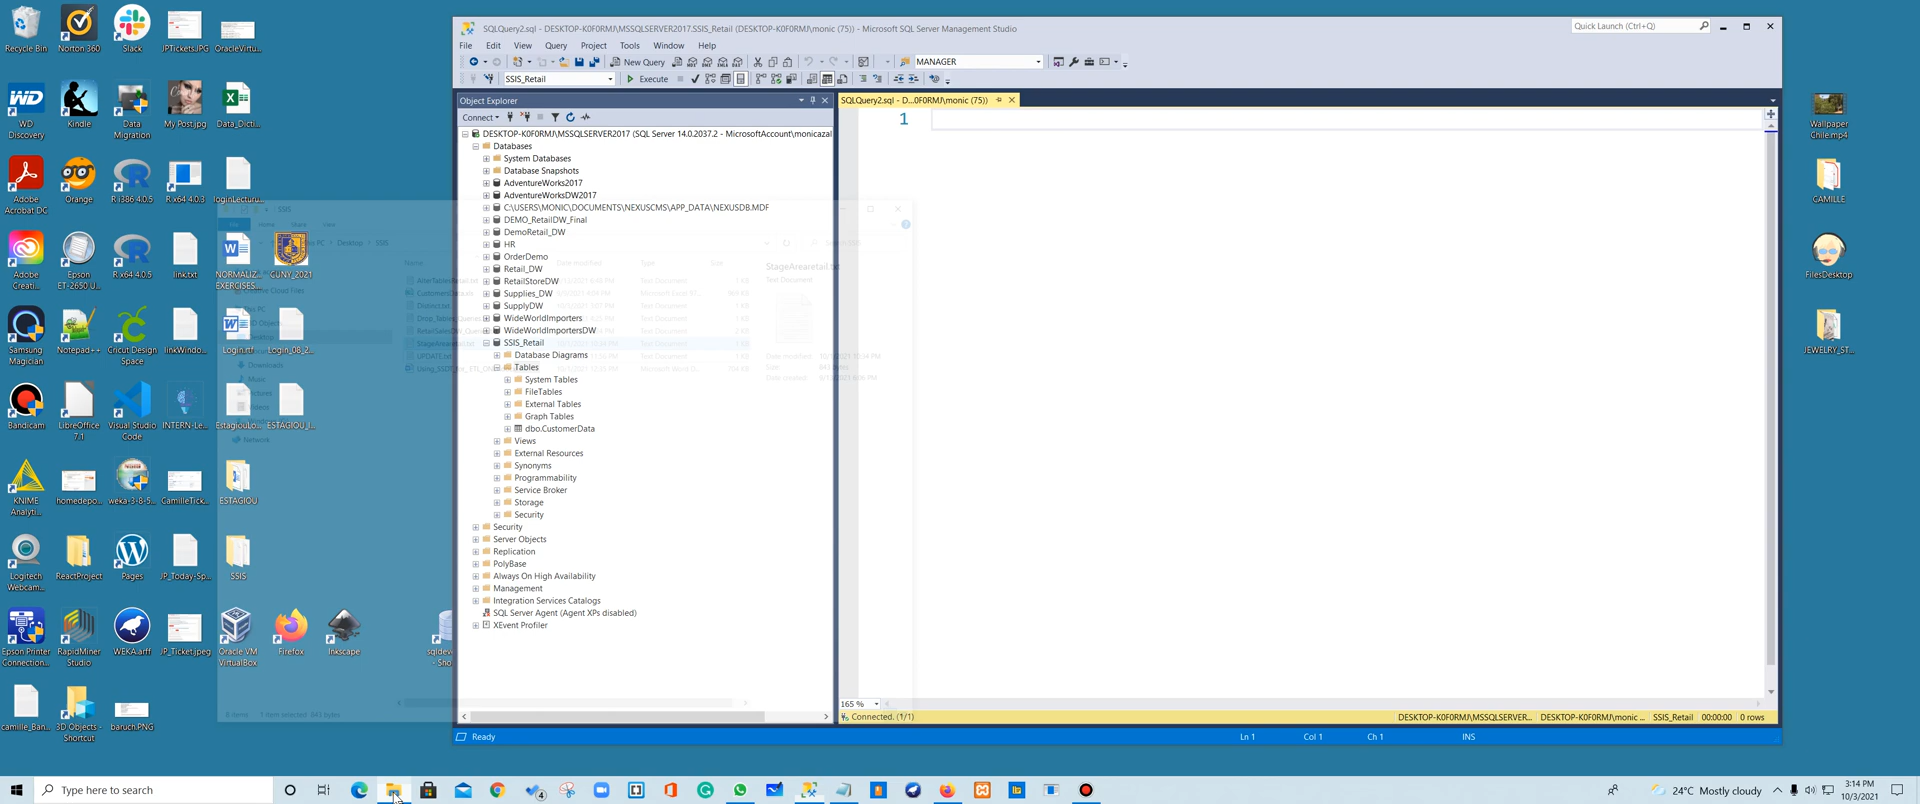 Recycle Bin
Norton 360
Slack
JPTickets.JPG
OracleVirtu...
WD Discovery
Kindle
Data Migration
My Post.jpg
Data_Dicti...
Adobe Acrobat DC
Orange
R i386 4.0.5
R x64 4.0.3
loginLecturu...
Adobe Creati...
Epson ET-2650 U...
R x64 4.0.5
link.txt
NORMALIZ... EXERCISES...
CUNY_2021
Samsung Magician
Notepad++
Cricut Design Space
linkWindo...
Login.rtf
Login_08_2...
Bandicam
LibreOffice 7.1
Visual Studio Code
INTERN-Le...
EstagiouLo...
ESTAGIOU_I...
KNIME Analyti...
homedepo...
weka-3-8-5...
CamilleTick...
ESTAGIOU
Logitech Webcam...
ReactProject
Pages
JP_Today-Sp...
SSIS
Epson Printer Connection...
RapidMiner Studio
WEKA.arff
JP_Ticket.jpeg
Oracle VM VirtualBox
Firefox
Inkscape
sqldev
- Sho
camille_Ban...
3D Objects - Shortcut
baruch.PNG
SQLQuery2.sql - DESKTOP-K0F0RMJ\MSSQLSERVER2017.SSIS_Retail (DESKTOP-K0F0RMJ\monic (75)) - Microsoft SQL Server Management Studio
Quick Launch (Ctrl+Q)
File Edit View Query Project Tools Window Help
New Query
MANAGER
SSIS_Retail
Execute
Object Explorer
SQLQuery2.sql - D...0F0RMJ\monic (75))
Connect
1
DESKTOP-K0F0RMJ\MSSQLSERVER2017 (SQL Server 14.0.2037.2 - MicrosoftAccount\monicazal
Databases
System Databases
Database Snapshots
AdventureWorks2017
AdventureWorksDW2017
C:\USERS\MONIC\DOCUMENTS\NEXUSCMS\APP_DATA\NEXUSDB.MDF
DEMO_RetailDW_Final
DemoRetail_DW
HR
OrderDemo
Retail_DW
RetailStoreDW
Supplies_DW
SupplyDW
WideWorldImporters
WideWorldImportersDW
SSIS_Retail
Database Diagrams
Tables
System Tables
FileTables
External Tables
Graph Tables
dbo.CustomerData
Views
External Resources
Synonyms
Programmability
Service Broker
Storage
Security
Security
Server Objects
Replication
PolyBase
Always On High Availability
Management
Integration Services Catalogs
SQL Server Agent (Agent XPs disabled)
XEvent Profiler
165 %
Connected. (1/1)
DESKTOP-K0F0RMJ\MSSQLSERVER... DESKTOP-K0F0RMJ\monic ... SSIS_Retail 00:00:00 0 rows
Ready
Ln 1 Col 1 Ch 1 INS
Wallpaper Chile.mp4
CAMILLE
FilesDesktop
JEWELRY_ST...
Type here to search
24°C Mostly cloudy
3:14 PM
10/3/2021